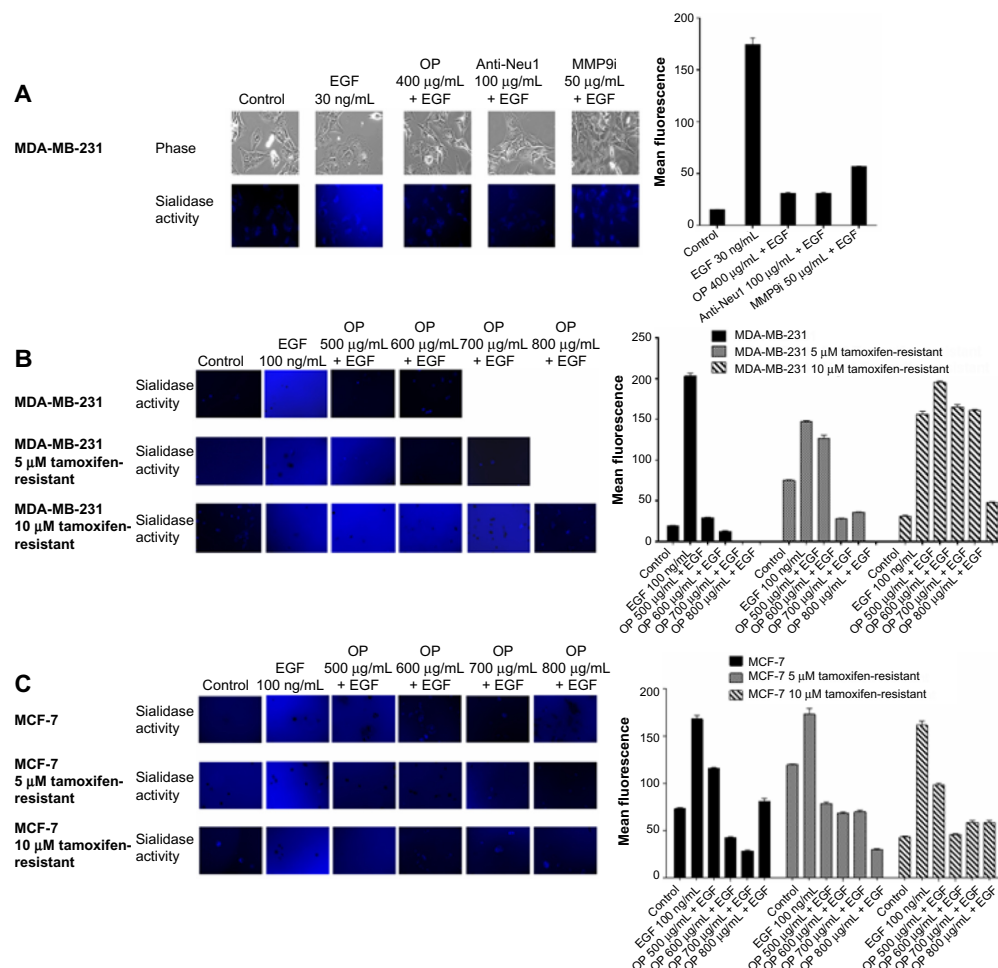 A
Control
EGF
30 ng/mL
OP
400 µg/mL
+ EGF
Anti-Neu1
100 µg/mL
+ EGF
MMP9i
50 µg/mL
+ EGF
MDA-MB-231
Phase
Sialidase
activity
Mean fluorescence
200
150
100
50
0
Control
EGF 30 ng/mL
OP 400 µg/mL + EGF
Anti-Neu1 100 µg/mL + EGF
MMP9i 50 µg/mL + EGF
B
Control
EGF
100 ng/mL
OP
500 µg/mL
+ EGF
OP
600 µg/mL
+ EGF
OP
700 µg/mL
+ EGF
OP
800 µg/mL
+ EGF
MDA-MB-231
Sialidase
activity
MDA-MB-231
5 µM tamoxifen-
resistant
Sialidase
activity
MDA-MB-231
10 µM tamoxifen-
resistant
Sialidase
activity
MDA-MB-231
MDA-MB-231 5 µM tamoxifen-resistant
MDA-MB-231 10 µM tamoxifen-resistant
Mean fluorescence
250
200
150
100
50
0
Control
EGF 100 ng/mL
OP 500 µg/mL + EGF
OP 600 µg/mL + EGF
OP 700 µg/mL + EGF
OP 800 µg/mL + EGF
Control
EGF 100 ng/mL
OP 500 µg/mL + EGF
OP 600 µg/mL + EGF
OP 700 µg/mL + EGF
OP 800 µg/mL + EGF
Control
EGF 100 ng/mL
OP 500 µg/mL + EGF
OP 600 µg/mL + EGF
OP 700 µg/mL + EGF
OP 800 µg/mL + EGF
C
Control
EGF
100 ng/mL
OP
500 µg/mL
+ EGF
OP
600 µg/mL
+ EGF
OP
700 µg/mL
+ EGF
OP
800 µg/mL
+ EGF
MCF-7
Sialidase
activity
MCF-7
5 µM tamoxifen-
resistant
Sialidase
activity
MCF-7
10 µM tamoxifen-
resistant
Sialidase
activity
MCF-7
MCF-7 5 µM tamoxifen-resistant
MCF-7 10 µM tamoxifen-resistant
Mean fluorescence
200
150
100
50
0
Control
EGF 100 ng/mL
OP 500 µg/mL + EGF
OP 600 µg/mL + EGF
OP 700 µg/mL + EGF
OP 800 µg/mL + EGF
Control
EGF 100 ng/mL
OP 500 µg/mL + EGF
OP 600 µg/mL + EGF
OP 700 µg/mL + EGF
OP 800 µg/mL + EGF
Control
EGF 100 ng/mL
OP 500 µg/mL + EGF
OP 600 µg/mL + EGF
OP 700 µg/mL + EGF
OP 800 µg/mL + EGF